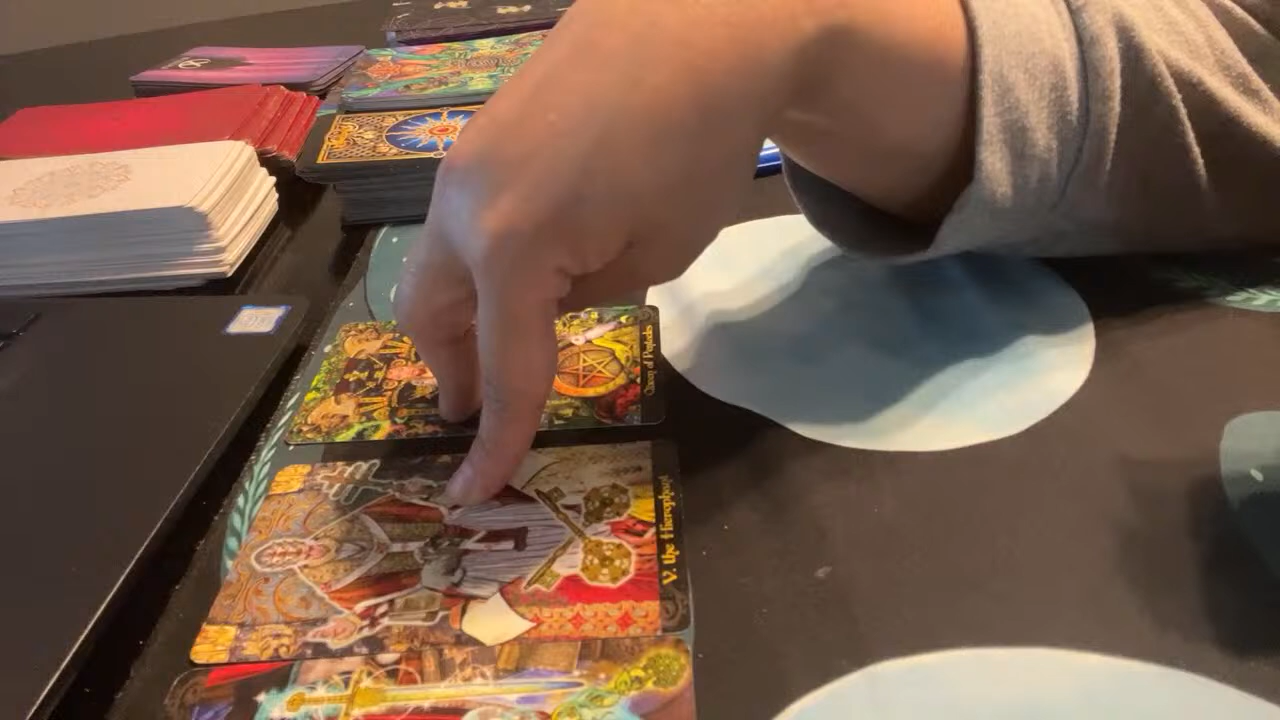 Queen of Pentacles
V. the Hierophant